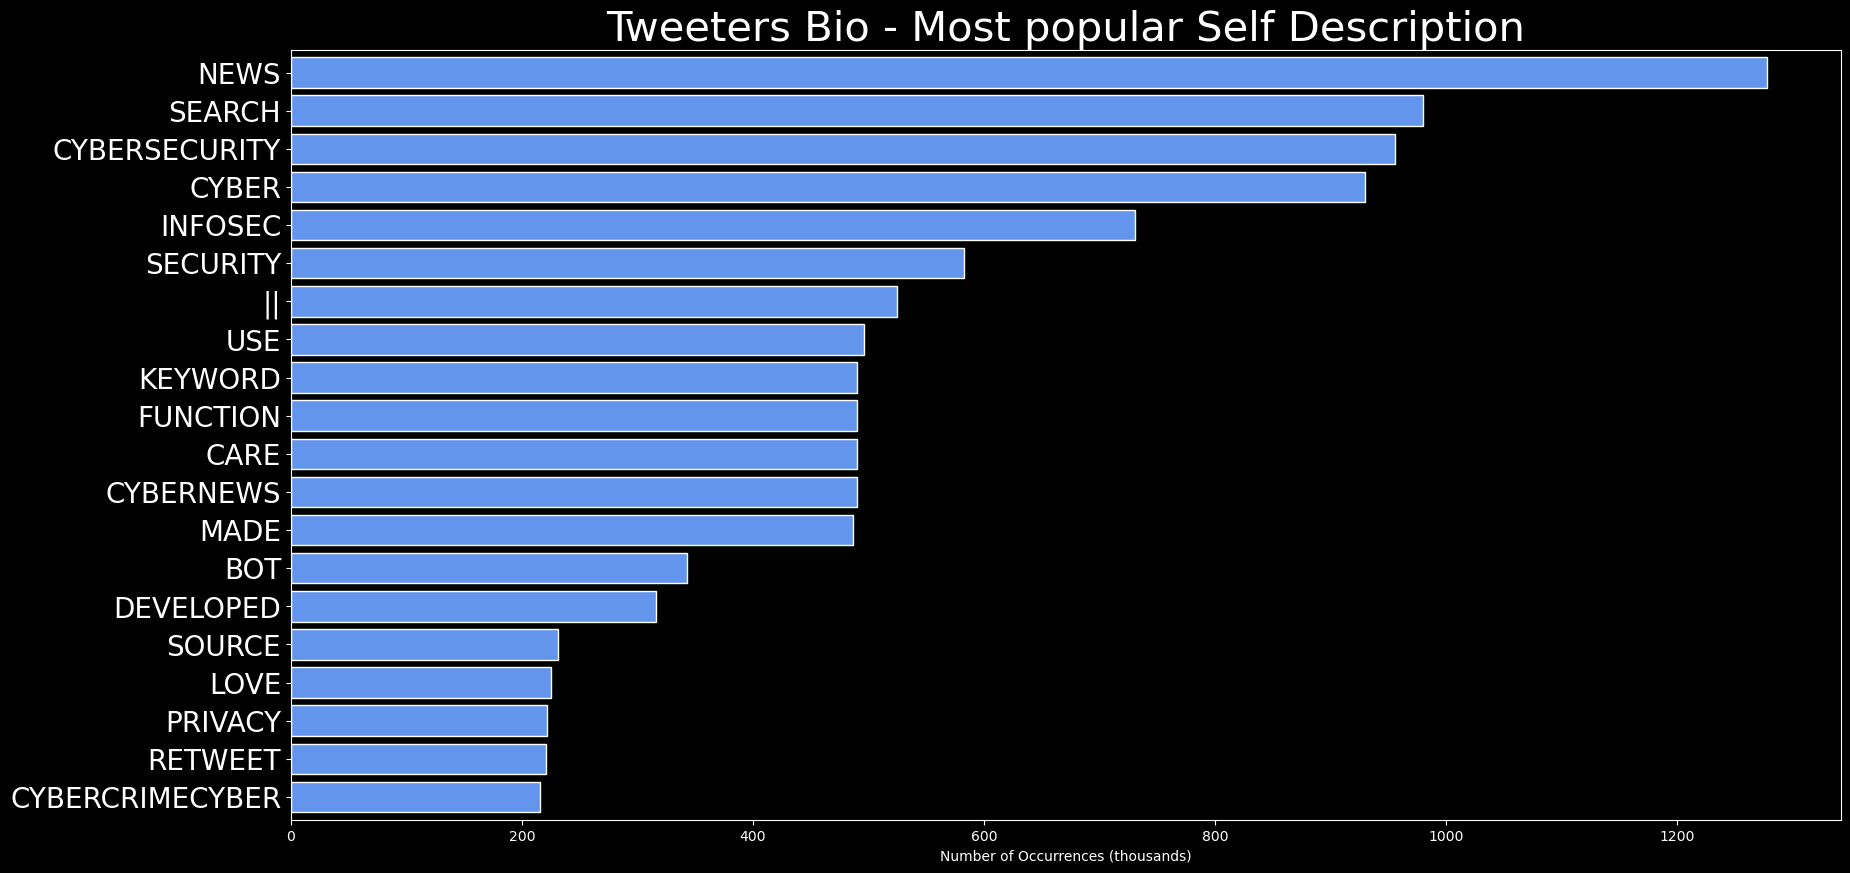 Tweeters Bio - Most popular Self Description
NEWS
SEARCH
CYBERSECURITY
CYBER
INFOSEC
SECURITY
||
USE
KEYWORD
FUNCTION
CARE
CYBERNEWS
MADE
BOT
DEVELOPED
SOURCE
LOVE
PRIVACY
RETWEET
CYBERCRIMECYBER
0 200 400 600 800 1000 1200
Number of Occurrences (thousands)